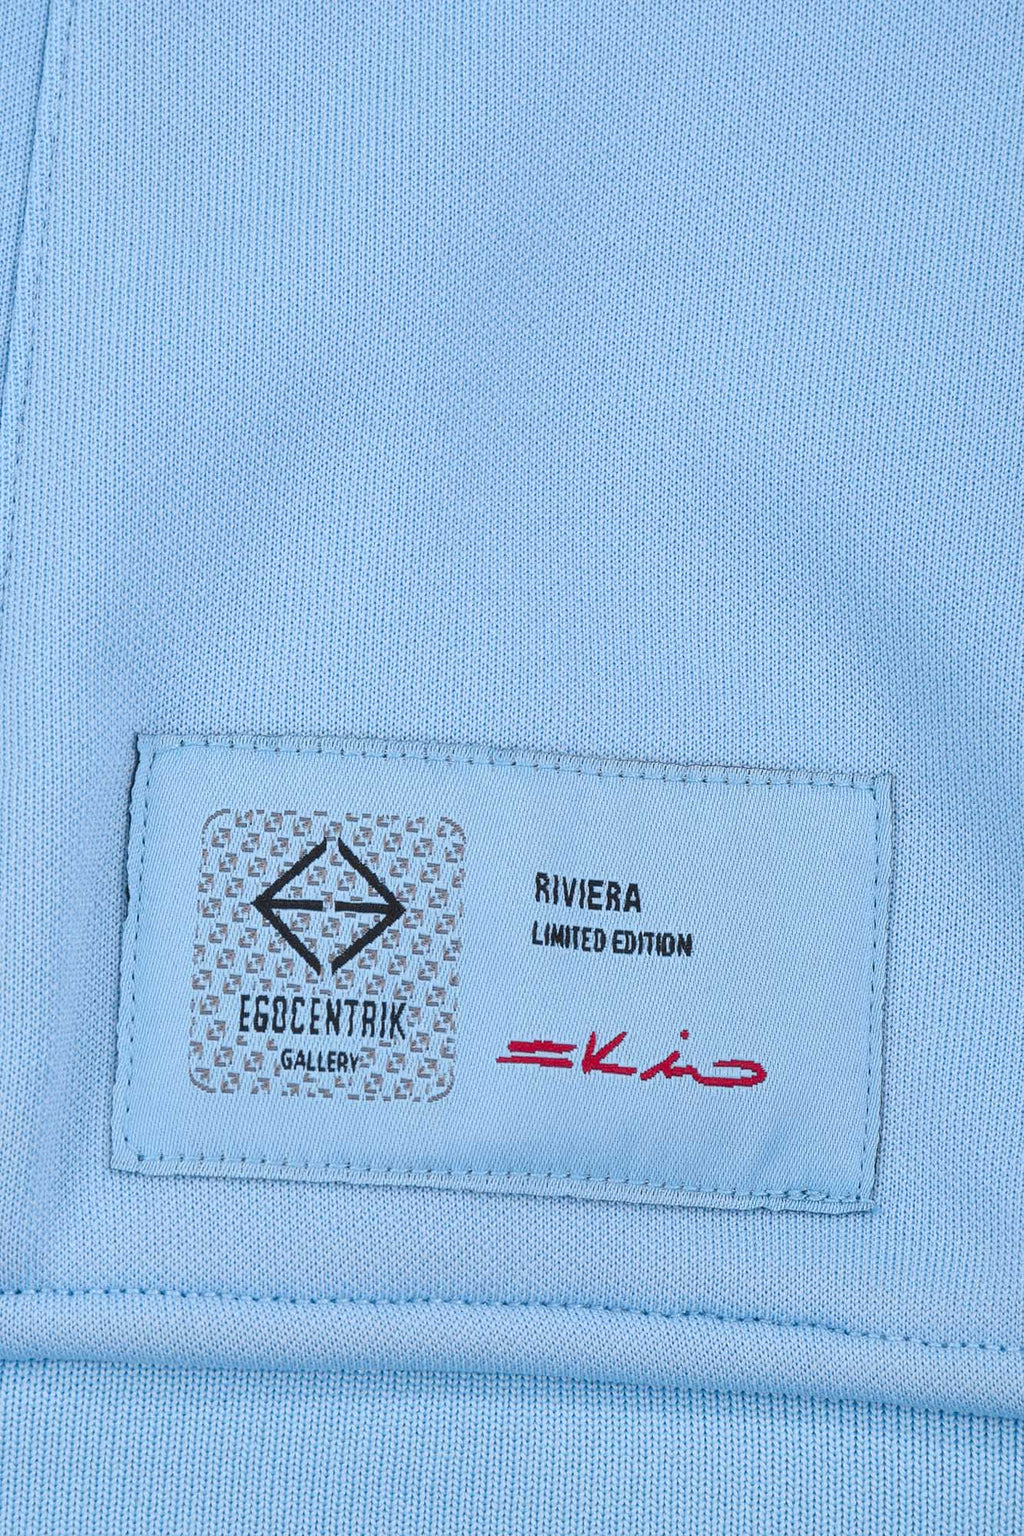 EGOCENTRIK
GALLERY
RIVIERA
LIMITED EDITION